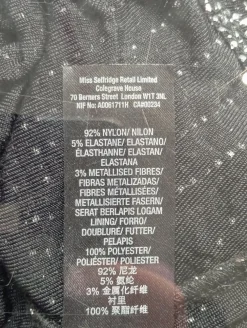 Miss Selfridge Retail Limited
Colegrave House
70 Berners Street London W1T 3NL
NIF No: A0061711H CA#00234
92% NYLON/ NILON
5% ELASTANE/ ELASTANO/
ÉLASTHANNE/ ELASTAN/
ELASTANA
3% METALLISED FIBRES/
FIBRAS METALIZADAS/
FIBRES MÉTALLISÉES/
METALLISIERTE FASERN/
SERAT BERLAPIS LOGAM
LINING/ FORRO/
DOUBLURE/ FUTTER/
PELAPIS
100% POLYESTER/
POLIÉSTER/ POLIESTER
92% 尼龙
5% 氨纶
3% 金属化纤维
衬里
100% 聚酯纤维